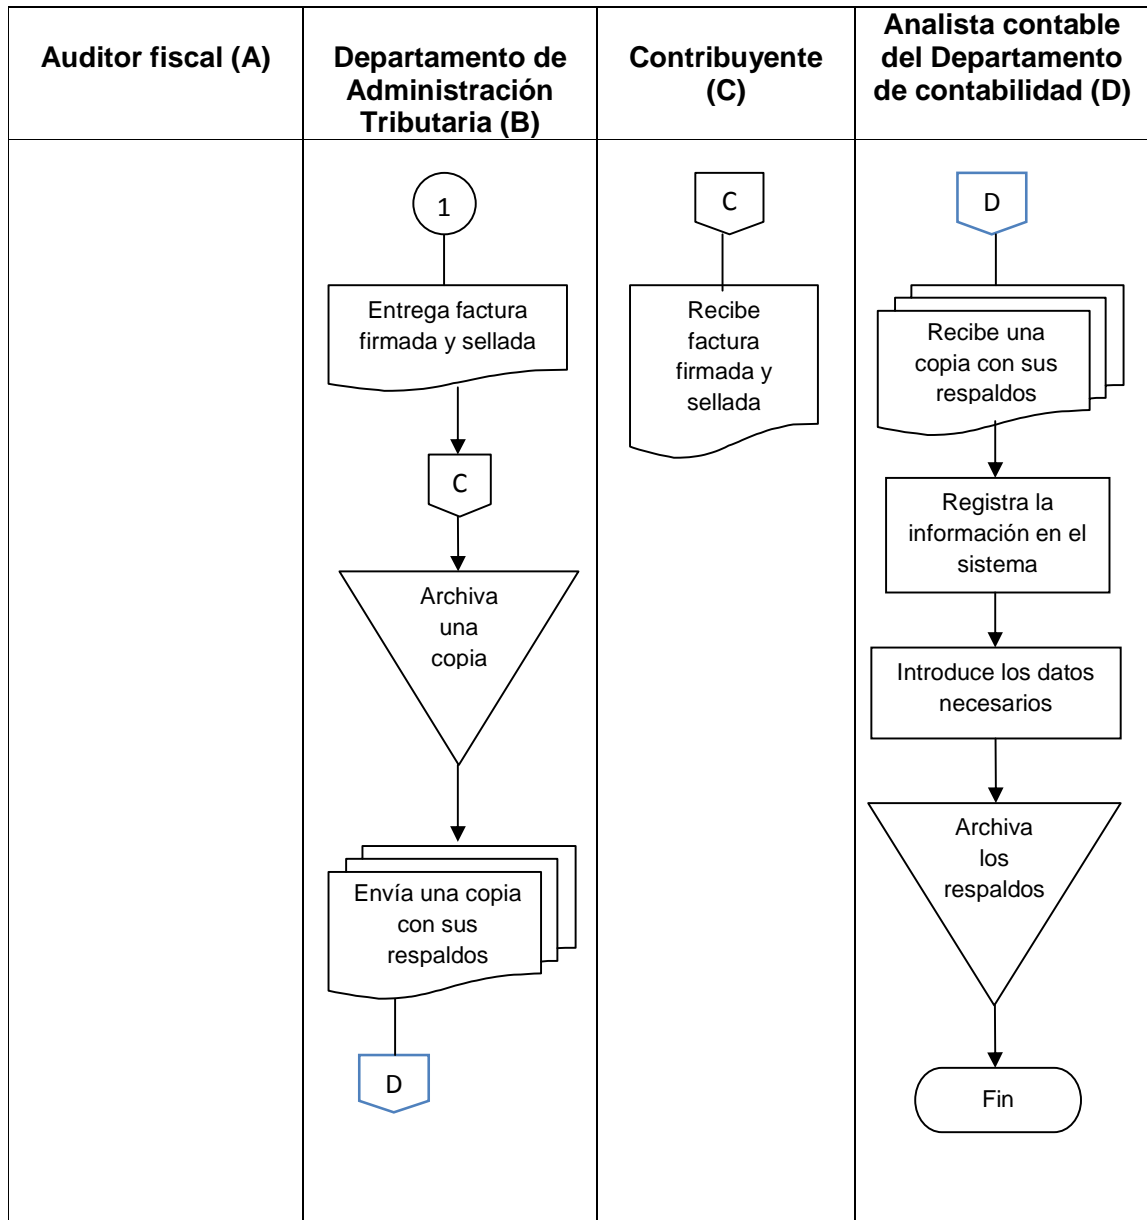 Auditor fiscal (A)
Departamento de
Administración
Tributaria (B)
Contribuyente
(C)
Analista contable
del Departamento
de contabilidad (D)
1
Entrega factura
firmada y sellada
C
Archiva
una
copia
Envía una copia
con sus
respaldos
D
C
Recibe
factura
firmada y
sellada
D
Recibe una
copia con sus
respaldos
Registra la
información en el
sistema
Introduce los datos
necesarios
Archiva
los
respaldos
Fin